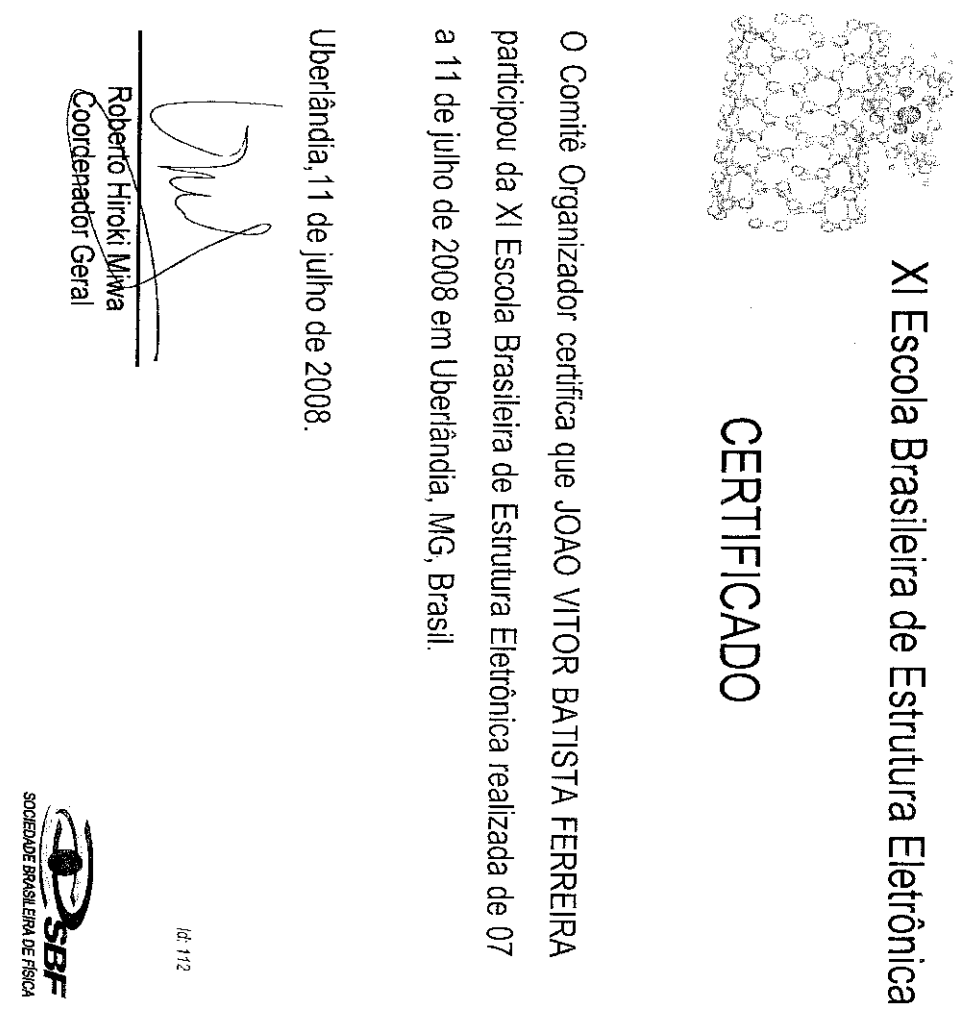 XI Escola Brasileira de Estrutura Eletrônica
CERTIFICADO
O Comitê Organizador certifica que JOAO VITOR BATISTA FERREIRA
participou da XI Escola Brasileira de Estrutura Eletrônica realizada de 07
a 11 de julho de 2008 em Uberlândia, MG, Brasil.
Uberlândia,11 de julho de 2008.
Roberto Hiroki Miwa
Coordenador Geral
Id: 112
SBF
SOCIEDADE BRASILEIRA DE FÍSICA